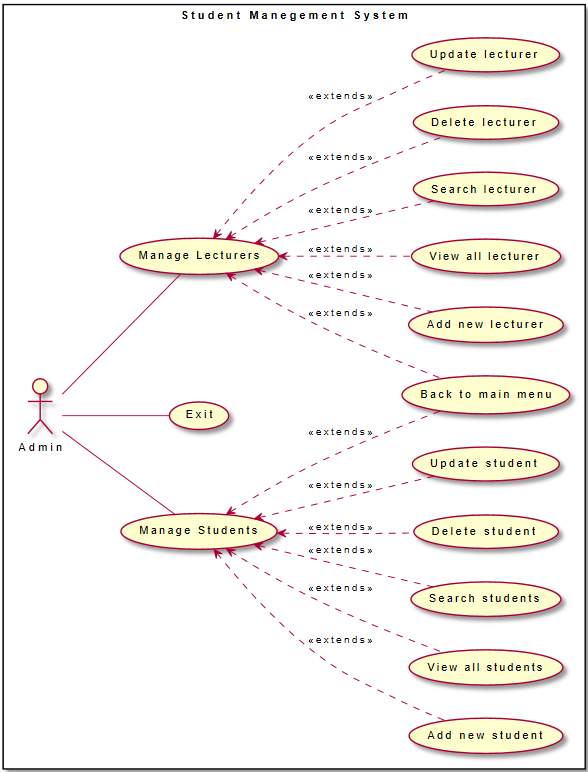 Student Management System
Update lecturer
«extends»
Delete lecturer
«extends»
Search lecturer
«extends»
Manage Lecturers
«extends»
View all lecturer
«extends»
Add new lecturer
«extends»
Back to main menu
Exit
Admin
«extends»
Update student
«extends»
Manage Students
«extends»
Delete student
«extends»
Search students
«extends»
View all students
«extends»
Add new student